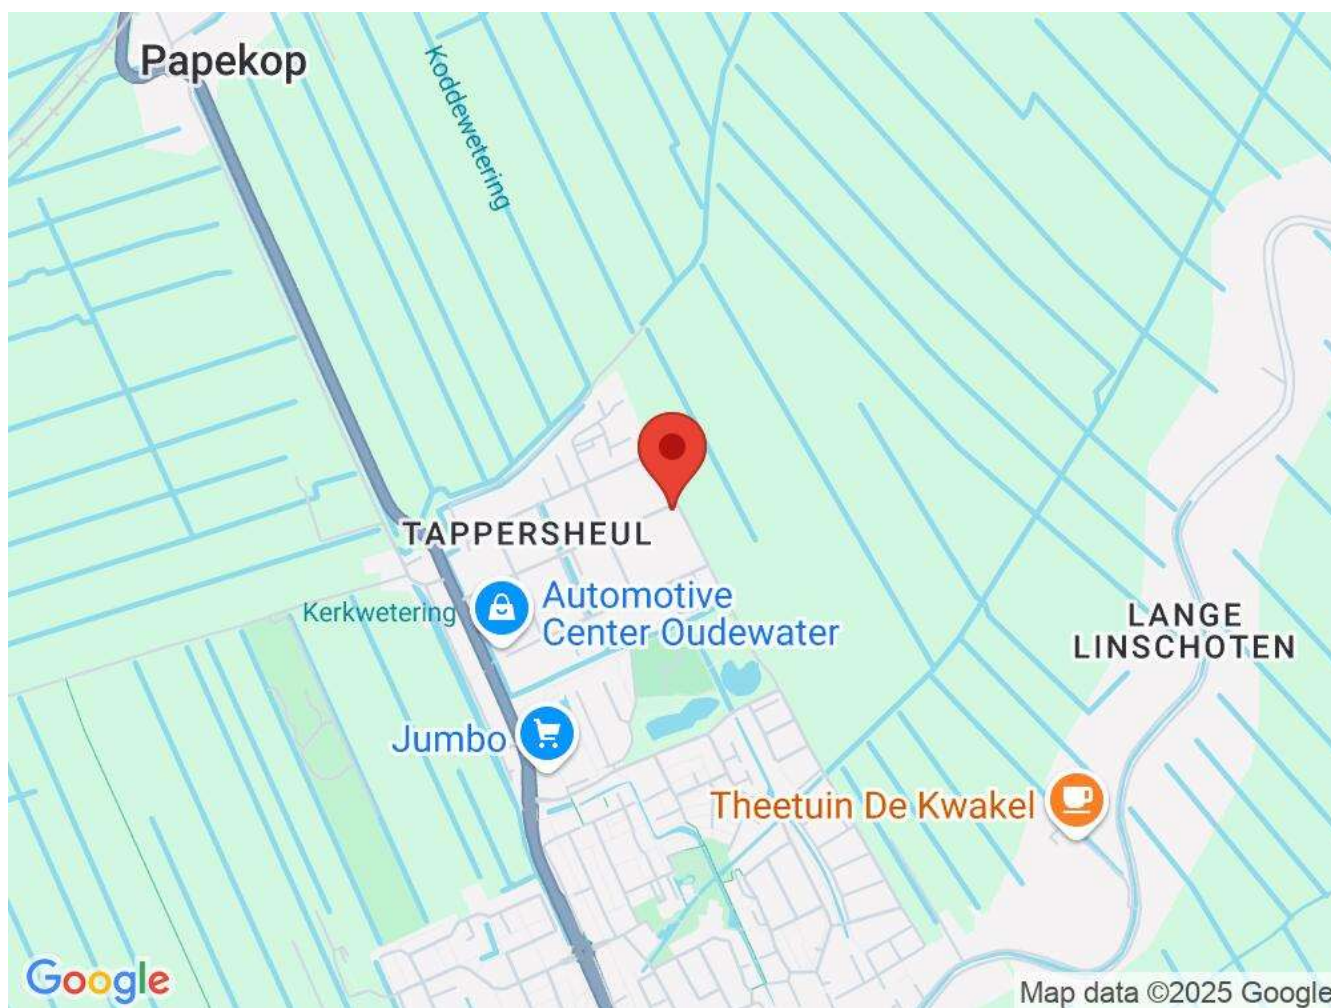 Papekop
Koddewetering
TAPPERSHEUL
Automotive
Center Oudewater
Kerkwetering
LANGE
LINSCHOTEN
Jumbo
Theetuin De Kwakel
Google
Map data ©2025 Google